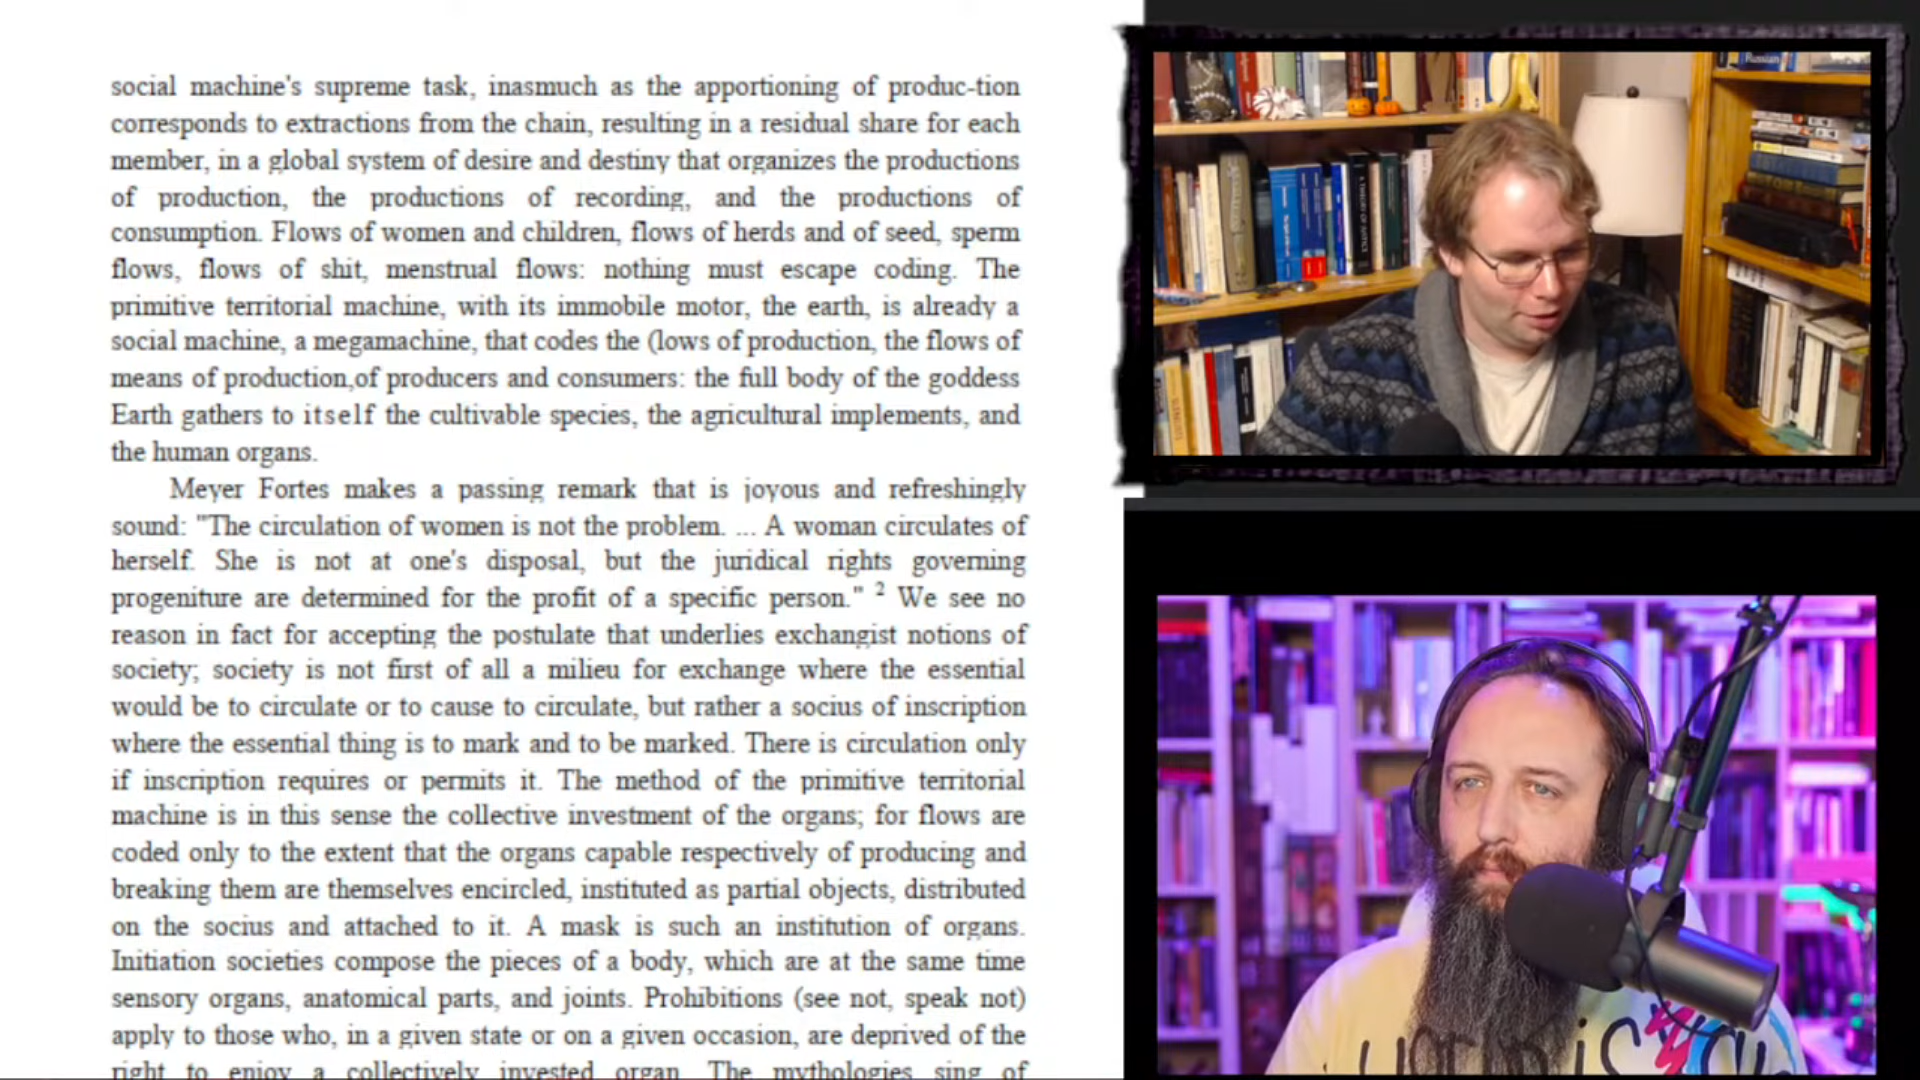 social machine's supreme task, inasmuch as the apportioning of produc-tion
corresponds to extractions from the chain, resulting in a residual share for each
member, in a global system of desire and destiny that organizes the productions
of production, the productions of recording, and the productions of
consumption. Flows of women and children, flows of herds and of seed, sperm
flows, flows of shit, menstrual flows: nothing must escape coding. The
primitive territorial machine, with its immobile motor, the earth, is already a
social machine, a megamachine, that codes the (lows of production, the flows of
means of production,of producers and consumers: the full body of the goddess
Earth gathers to itself the cultivable species, the agricultural implements, and
the human organs.
Meyer Fortes makes a passing remark that is joyous and refreshingly
sound: "The circulation of women is not the problem. ... A woman circulates of
herself. She is not at one's disposal, but the juridical rights governing
progeniture are determined for the profit of a specific person." 2 We see no
reason in fact for accepting the postulate that underlies exchangist notions of
society; society is not first of all a milieu for exchange where the essential
would be to circulate or to cause to circulate, but rather a socius of inscription
where the essential thing is to mark and to be marked. There is circulation only
if inscription requires or permits it. The method of the primitive territorial
machine is in this sense the collective investment of the organs; for flows are
coded only to the extent that the organs capable respectively of producing and
breaking them are themselves encircled, instituted as partial objects, distributed
on the socius and attached to it. A mask is such an institution of organs.
Initiation societies compose the pieces of a body, which are at the same time
sensory organs, anatomical parts, and joints. Prohibitions (see not, speak not)
apply to those who, in a given state or on a given occasion, are deprived of the
right to enjoy a collectively invested organ. The mythologies sing of
Russian
A THEORY OF JUSTICE